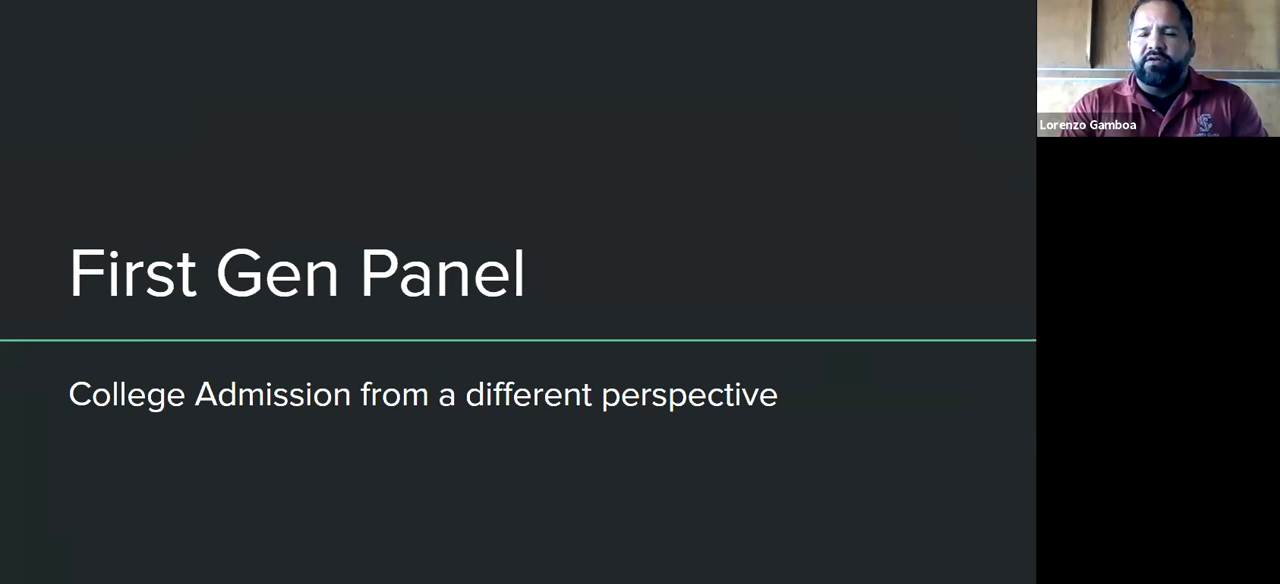 First Gen Panel
College Admission from a different perspective
Lorenzo Gamboa